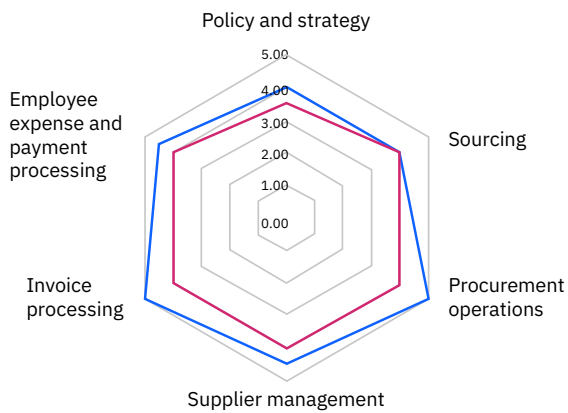 Policy and strategy
5.00
4.00
3.00
2.00
1.00
0.00
Sourcing
Procurement
operations
Supplier management
Invoice
processing
Employee
expense and
payment
processing